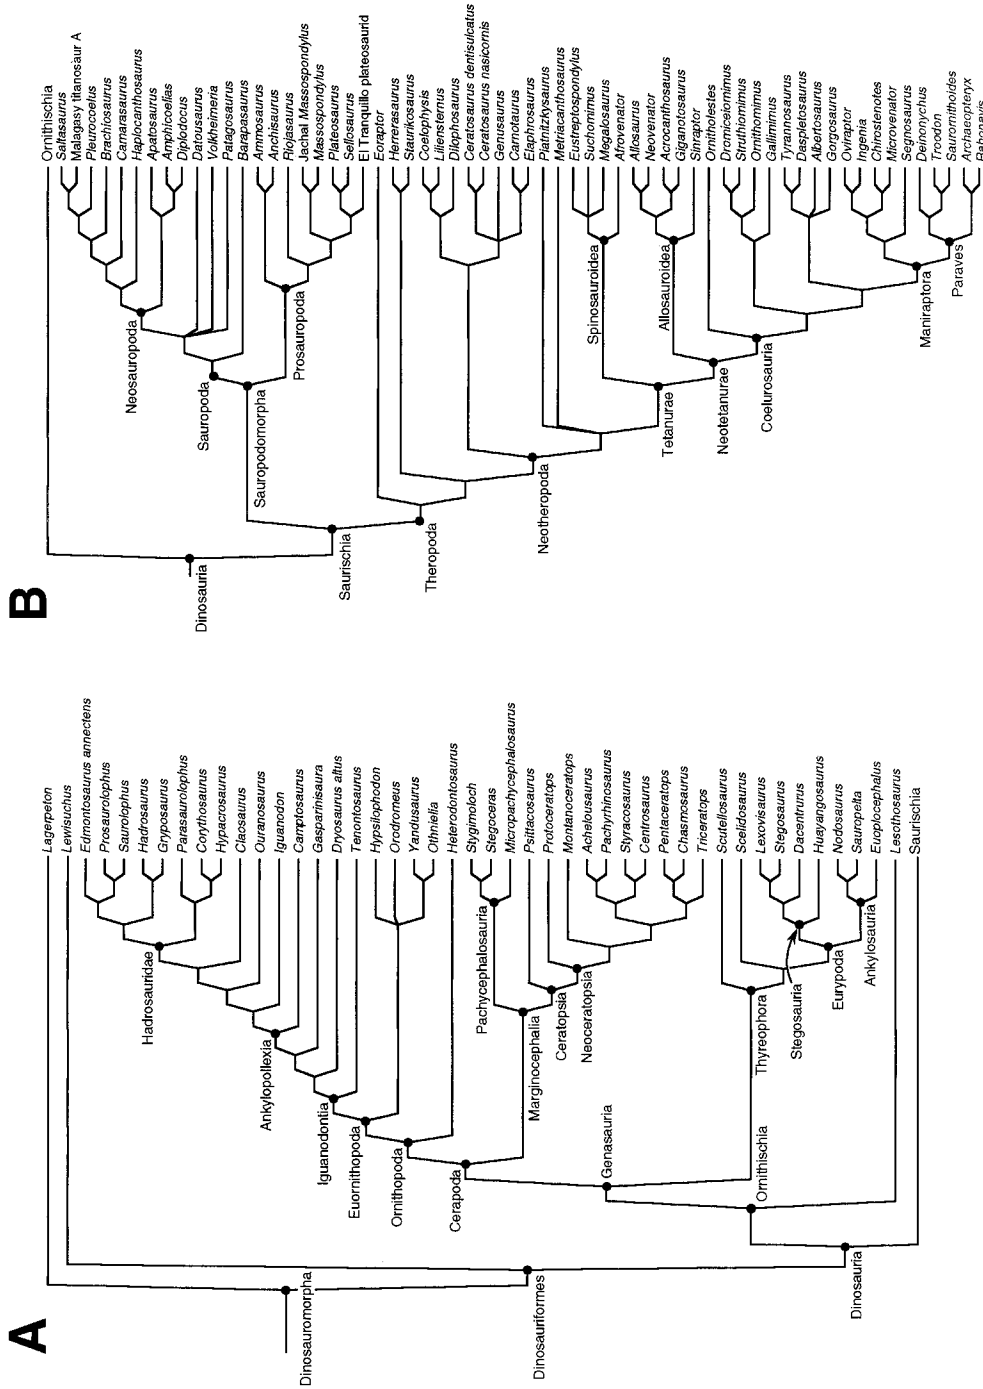 A
Lagerpeton
Lewisuchus
Edmontosaurus annectens
Prosaurolophus
Saurolophus
Hadrosaurus
Gryposaurus
Parasaurolophus
Corythosaurus
Hypacrosaurus
Claosaurus
Ouranosaurus
Iguanodon
Camptosaurus
Gasparinisaura
Dryosaurus altus
Tenontosaurus
Hypsilophodon
Orodromeus
Yandusaurus
Othnielia
Heterodontosaurus
Stygimoloch
Stegoceras
Micropachycephalosaurus
Psittacosaurus
Protoceratops
Montanoceratops
Achelousaurus
Pachyrhinosaurus
Styracosaurus
Centrosaurus
Pentaceratops
Chasmosaurus
Triceratops
Scutellosaurus
Scelidosaurus
Lexovisaurus
Stegosaurus
Dacentrurus
Huayangosaurus
Nodosaurus
Sauropelta
Euoplocephalus
Lesothosaurus
Saurischia
Hadrosauridae
Ankylopollexia
Iguanodontia
Euornithopoda
Ornithopoda
Cerapoda
Pachycephalosauria
Marginocephalia
Ceratopsia
Neoceratopsia
Genasauria
Thyreophora
Stegosauria
Eurypoda
Ankylosauria
Ornithischia
Dinosauromorpha
Dinosauriformes
Dinosauria
B
Ornithischia
Saltasaurus
Malagasy titanosaur A
Pleurocoelus
Brachiosaurus
Camarasaurus
Haplocanthosaurus
Apatosaurus
Amphicoelias
Diplodocus
Datousaurus
Volkheimeria
Patagosaurus
Barapasaurus
Ammosaurus
Anchisaurus
Riojasaurus
Jachal Massospondylus
Massospondylus
Plateosaurus
Sellosaurus
El Tranquillo plateosaurid
Eoraptor
Herrerasaurus
Staurikosaurus
Coelophysis
Liliensternus
Dilophosaurus
Ceratosaurus dentisulcatus
Ceratosaurus nasicornis
Genusaurus
Carnotaurus
Elaphrosaurus
Piatnitzkysaurus
Metriacanthosaurus
Eustreptospondylus
Suchomimus
Megalosaurus
Afrovenator
Allosaurus
Neovenator
Acrocanthosaurus
Giganotosaurus
Sinraptor
Ornitholestes
Dromiceiomimus
Struthiomimus
Ornithomimus
Gallimimus
Tyrannosaurus
Daspletosaurus
Albertosaurus
Gorgosaurus
Oviraptor
Ingenia
Chirostenotes
Microvenator
Segnosaurus
Deinonychus
Troodon
Saurornithoides
Archaeopteryx
Rahonavis
Neosauropoda
Sauropoda
Sauropodomorpha
Prosauropoda
Dinosauria
Saurischia
Theropoda
Neotheropoda
Spinosauroidea
Tetanurae
Allosauroidea
Neotetanurae
Coelurosauria
Maniraptora
Paraves